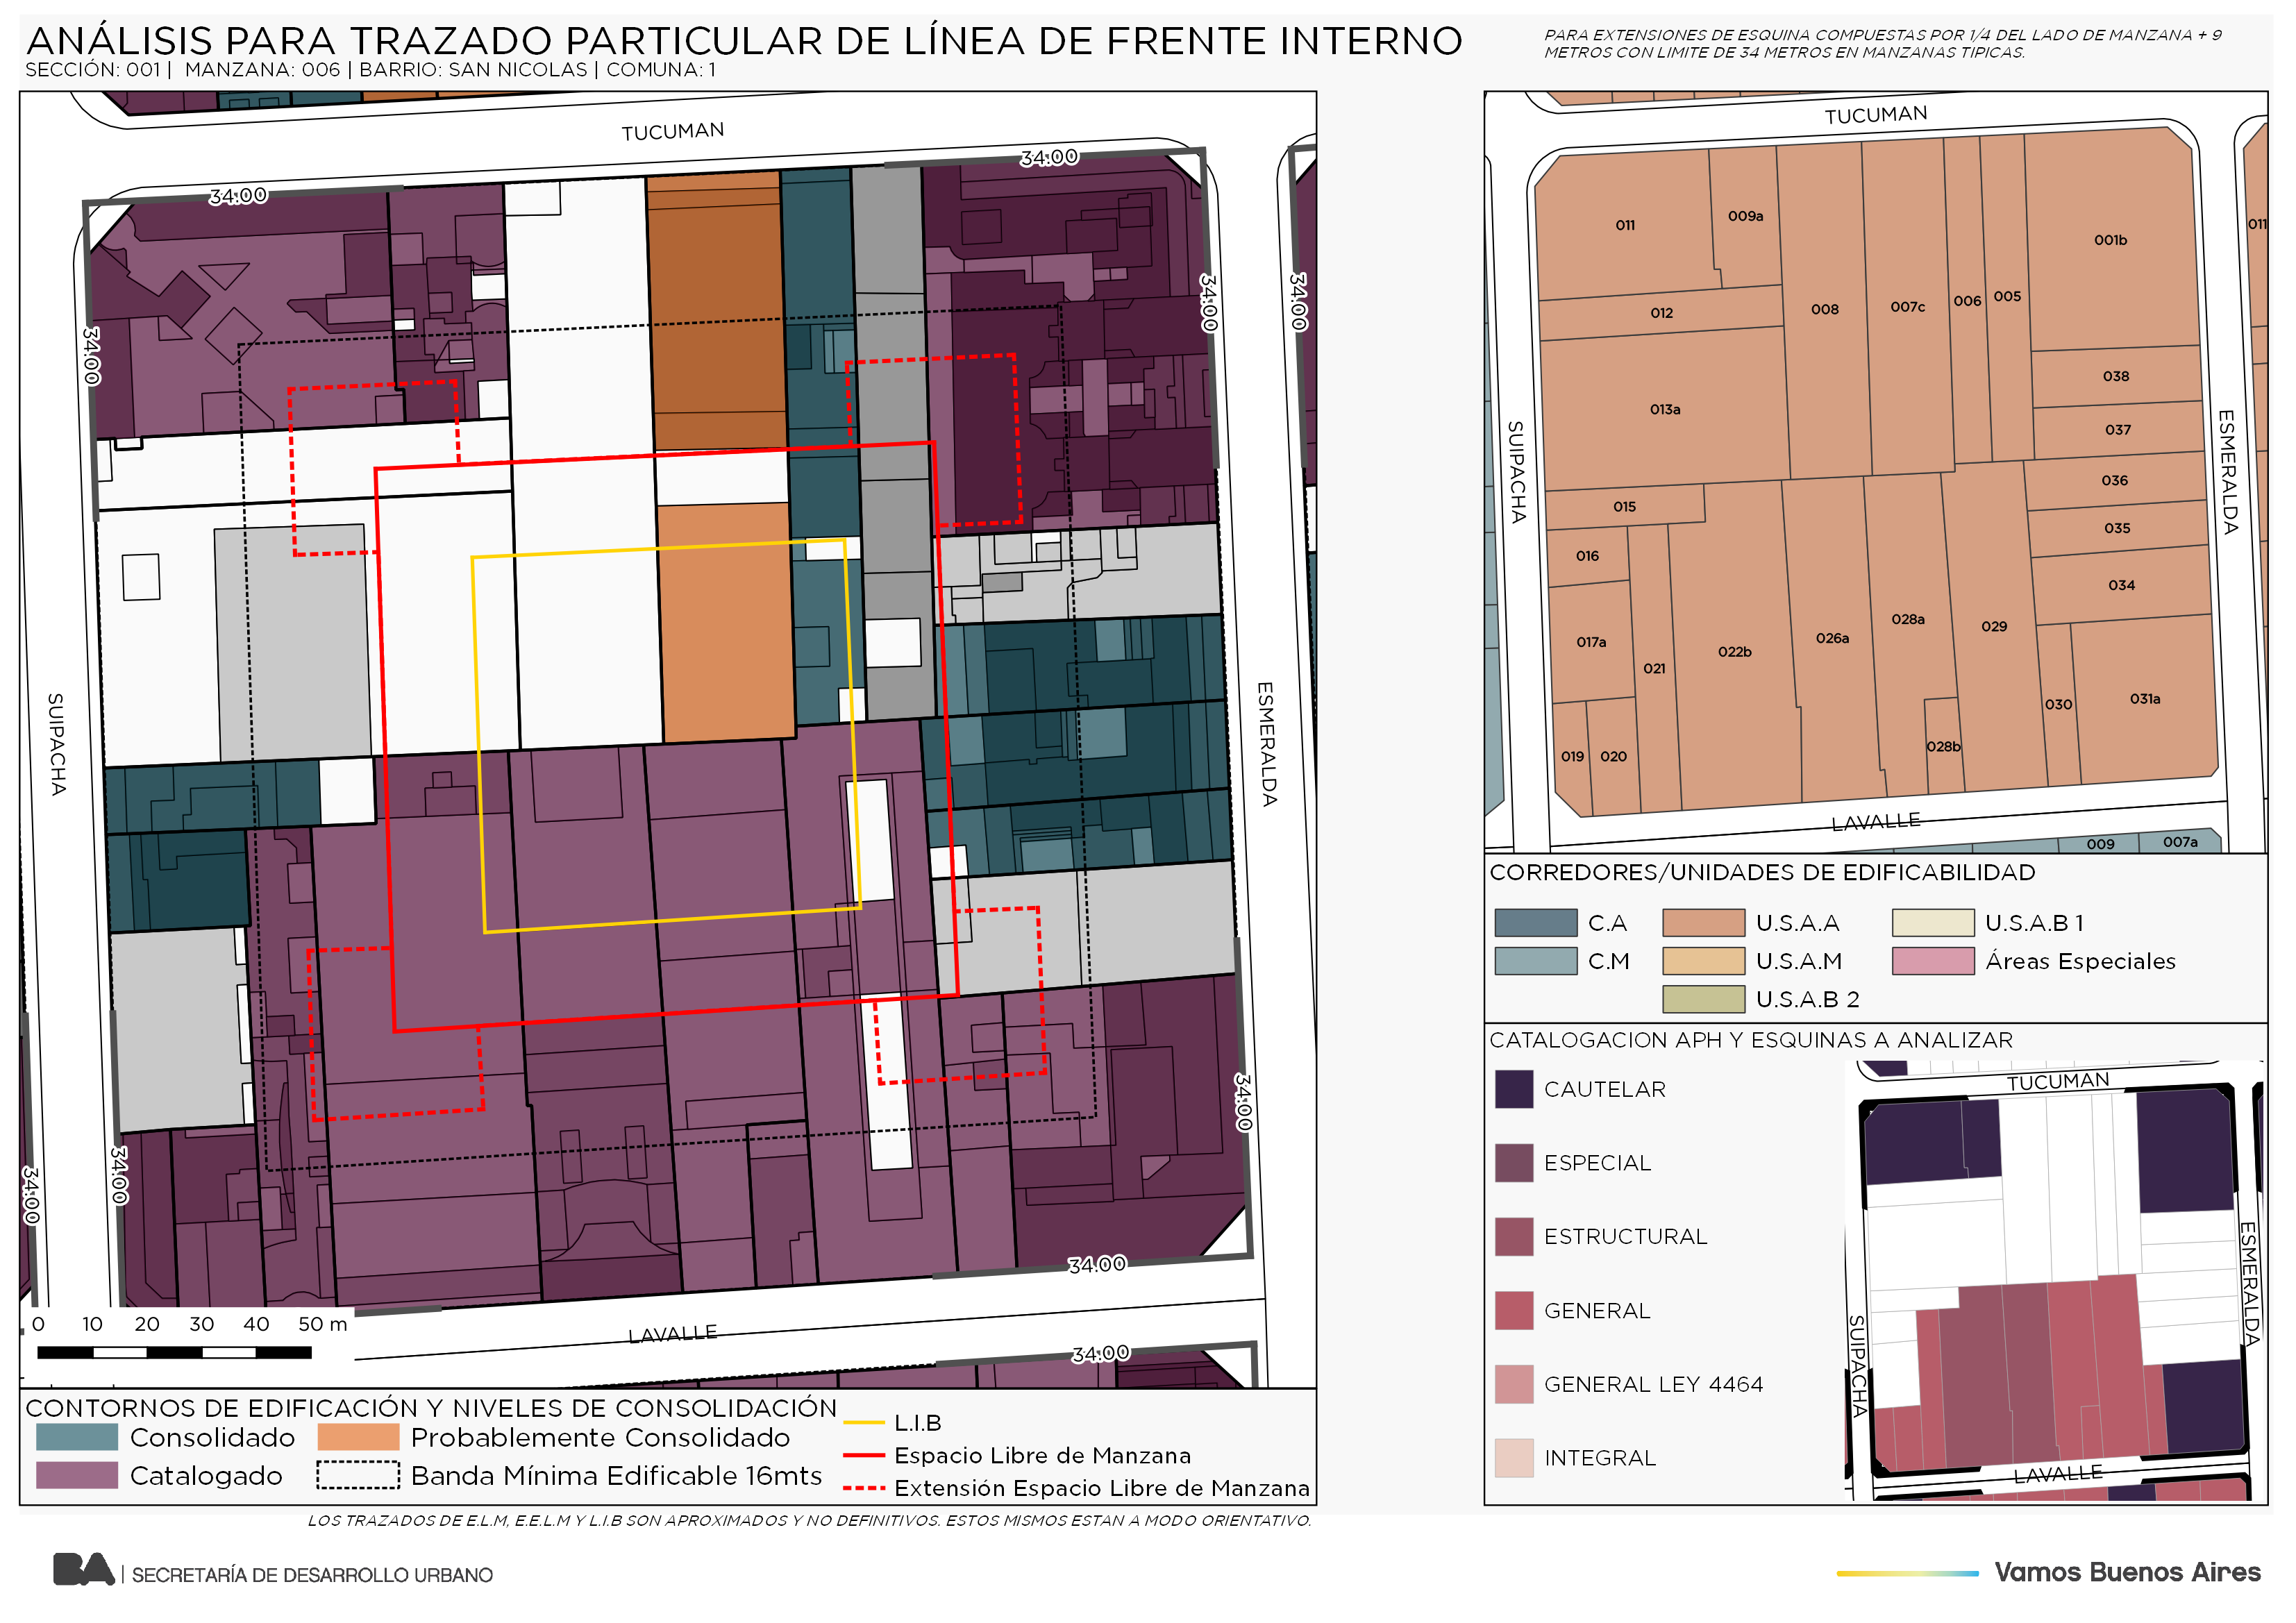 ANÁLISIS PARA TRAZADO PARTICULAR DE LÍNEA DE FRENTE INTERNO
SECCIÓN: 001 | MANZANA: 006 | BARRIO: SAN NICOLAS | COMUNA: 1
PARA EXTENSIONES DE ESQUINA COMPUESTAS POR 1/4 DEL LADO DE MANZANA + 9
METROS CON LIMITE DE 34 METROS EN MANZANAS TIPICAS.
TUCUMAN
34:00
34:00
34:00
34:00
34:00
SUIPACHA
ESMERALDA
34:00
34:00
34:00
34:00
LAVALLE
34:00
0 10 20 30 40 50 m
CONTORNOS DE EDIFICACIÓN Y NIVELES DE CONSOLIDACIÓN
Consolidado
Probablemente Consolidado
Catalogado
Banda Mínima Edificable 16mts
L.I.B
Espacio Libre de Manzana
Extensión Espacio Libre de Manzana
TUCUMAN
011
009a
008
007c
006
005
001b
011
012
013a
038
037
036
035
034
015
016
017a
021
022b
026a
028a
029
028b
030
031a
019
020
SUIPACHA
ESMERALDA
LAVALLE
009
007a
CORREDORES/UNIDADES DE EDIFICABILIDAD
C.A
U.S.A.A
U.S.A.B 1
C.M
U.S.A.M
Áreas Especiales
U.S.A.B 2
CATALOGACION APH Y ESQUINAS A ANALIZAR
CAUTELAR
ESPECIAL
ESTRUCTURAL
GENERAL
GENERAL LEY 4464
INTEGRAL
TUCUMAN
SUIPACHA
ESMERALDA
LAVALLE
LOS TRAZADOS DE E.L.M, E.E.L.M Y L.I.B SON APROXIMADOS Y NO DEFINITIVOS. ESTOS MISMOS ESTAN A MODO ORIENTATIVO.
BA | SECRETARÍA DE DESARROLLO URBANO
Vamos Buenos Aires